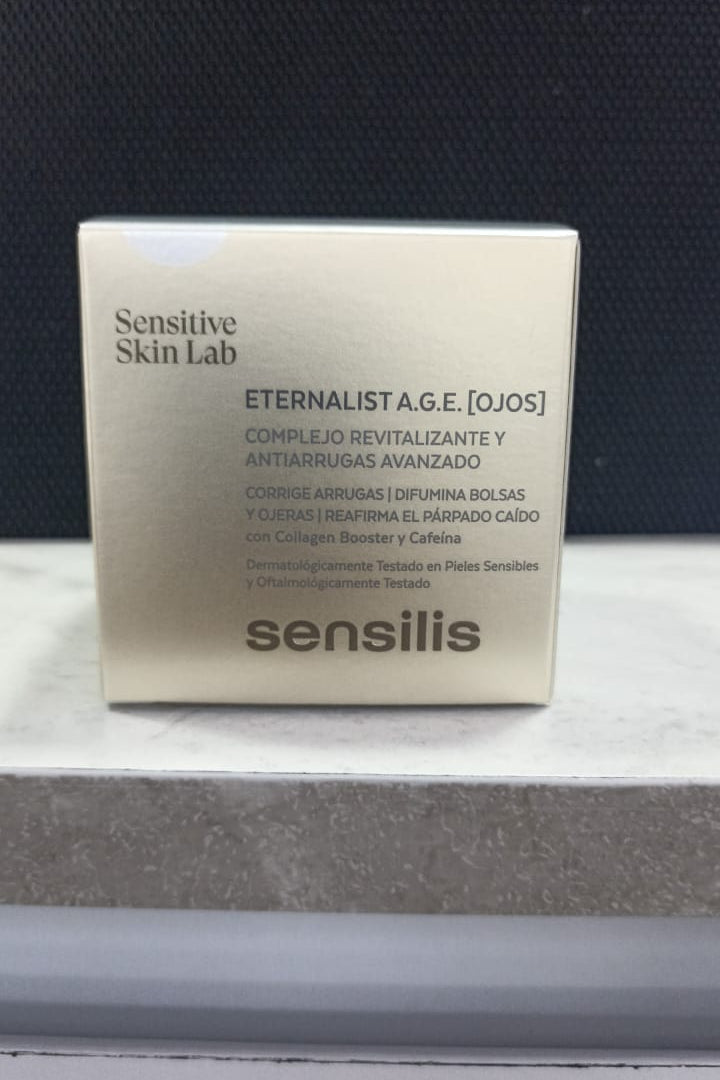 Sensitive
Skin Lab
ETERNALIST A.G.E. [OJOS]
COMPLEJO REVITALIZANTE Y
ANTIARRUGAS AVANZADO
CORRIGE ARRUGAS | DIFUMINA BOLSAS
Y OJERAS | REAFIRMA EL PÁRPADO CAÍDO
con Collagen Booster y Cafeína
Dermatológicamente Testado en Pieles Sensibles
y Oftalmológicamente Testado
sensilis